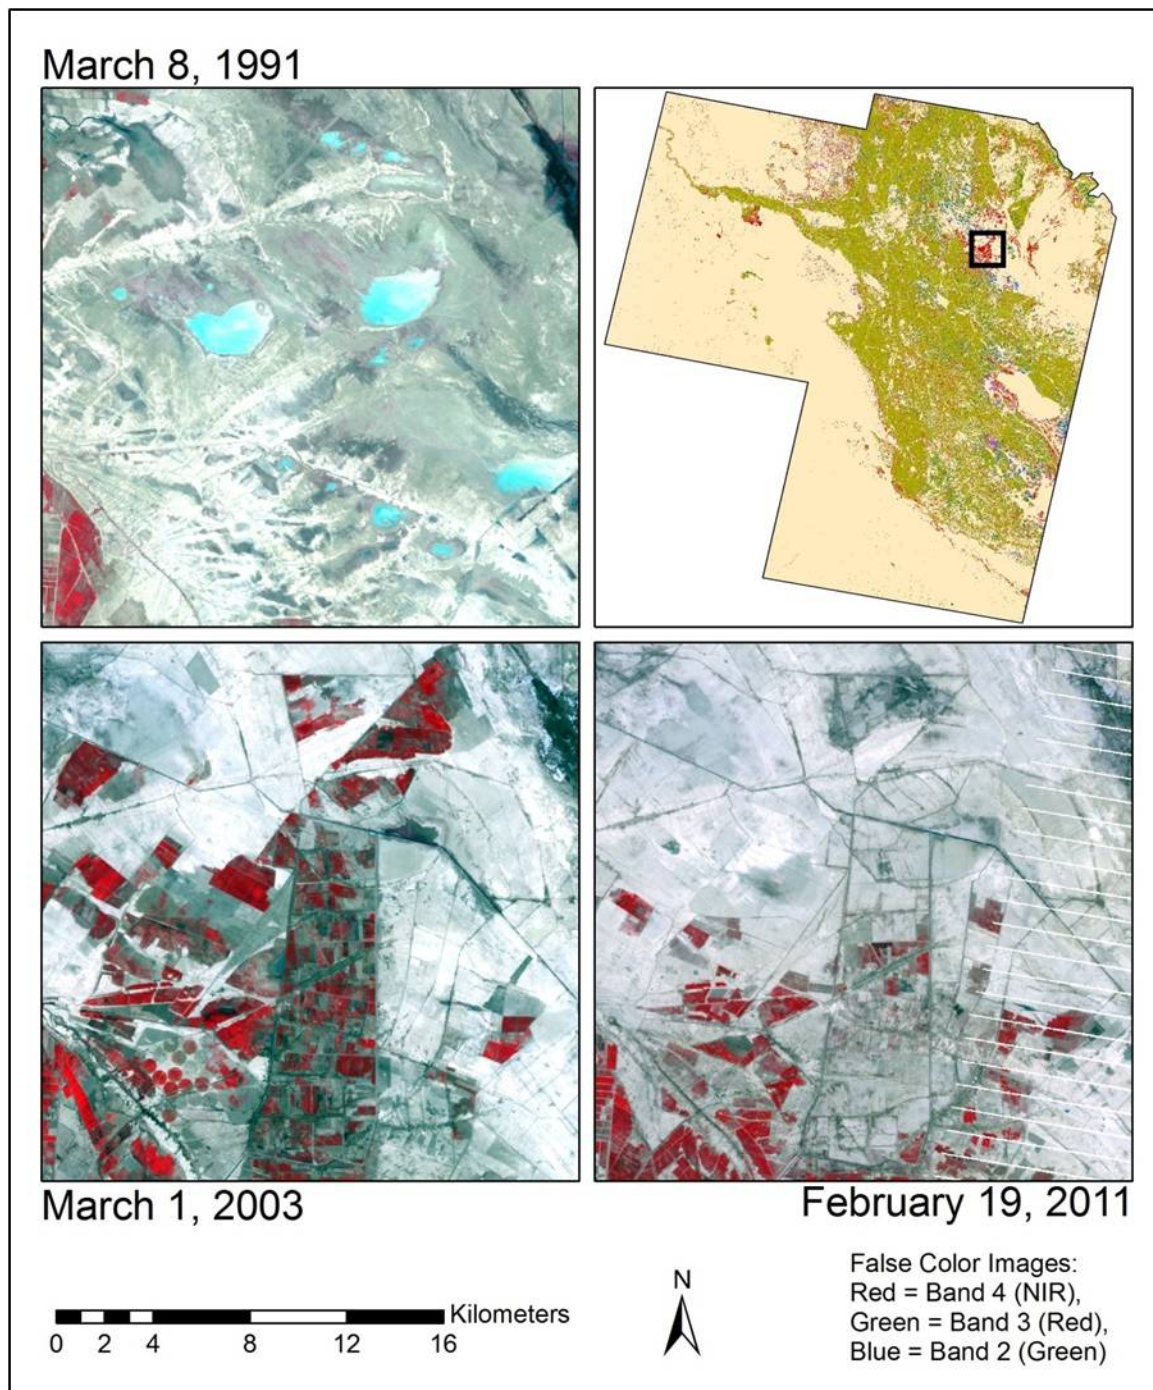 March 8, 1991
March 1, 2003
February 19, 2011
Kilometers
0 2 4 8 12 16
N
False Color Images:
Red = Band 4 (NIR),
Green = Band 3 (Red),
Blue = Band 2 (Green)